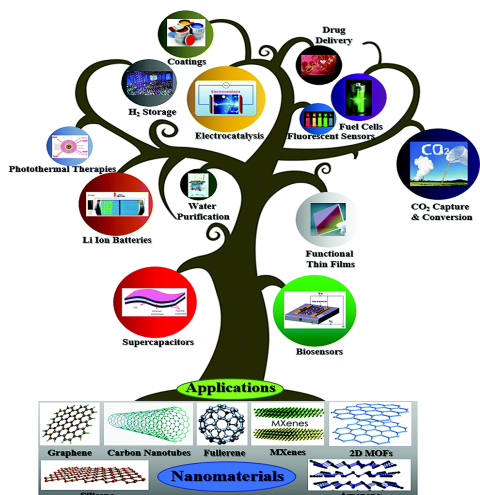 Coatings
Drug
Delivery
H₂ Storage
Electrocatalysis
Electrocatalysis
Fuel Cells
Fluorescent Sensors
CO₂
Photothermal Therapies
Water
Purification
CO₂ Capture
& Conversion
Li Ion Batteries
Functional
Thin Films
Supercapacitors
Biosensors
Applications
MXenes
Graphene
Carbon Nanotubes
Fullerene
MXenes
2D MOFs
Nanomaterials